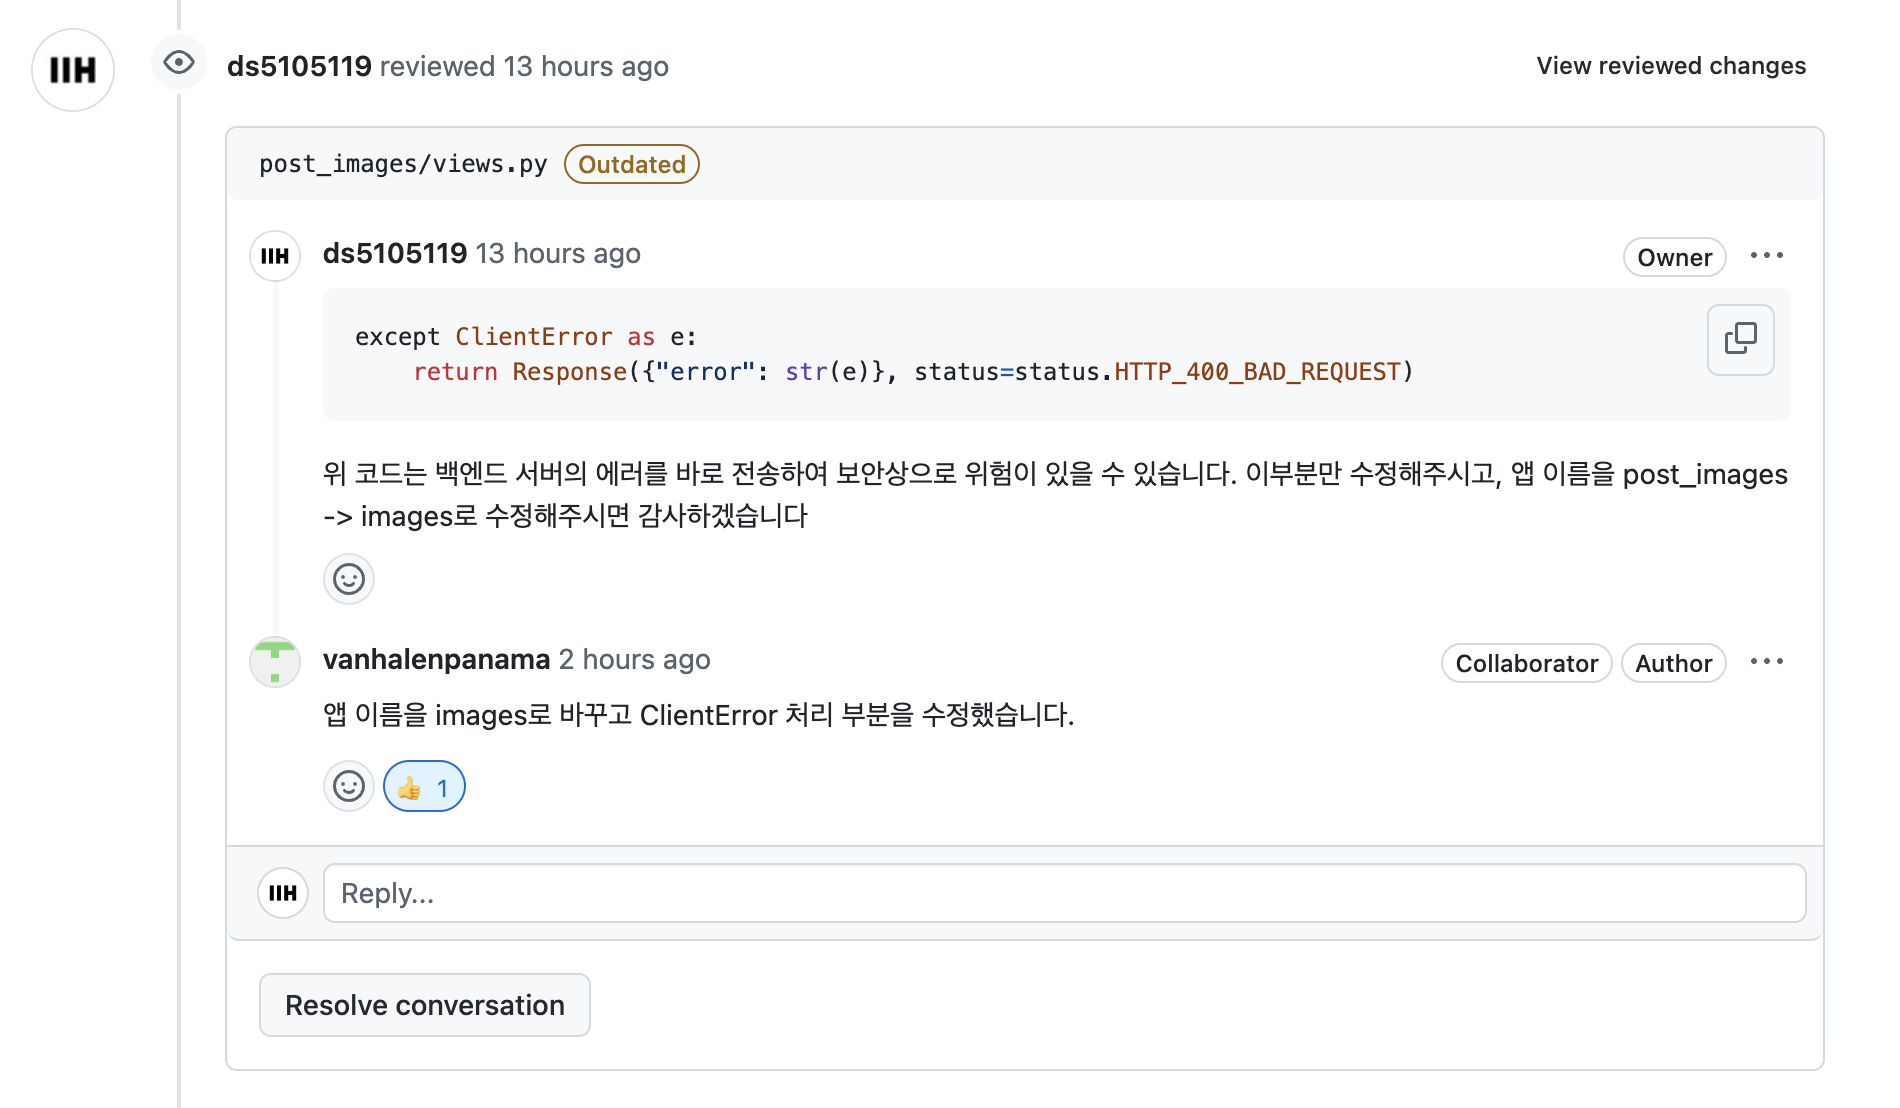 IIH
ds5105119 reviewed 13 hours ago
View reviewed changes
post_images/views.py Outdated
IIH
ds5105119 13 hours ago
Owner
except ClientError as e:
    return Response({"error": str(e)}, status=status.HTTP_400_BAD_REQUEST)
위 코드는 백엔드 서버의 에러를 바로 전송하여 보안상으로 위험이 있을 수 있습니다. 이부분만 수정해주시고, 앱 이름을 post_images
-> images로 수정해주시면 감사하겠습니다
vanhalenpanama 2 hours ago
Collaborator Author
앱 이름을 images로 바꾸고 ClientError 처리 부분을 수정했습니다.
👍 1
IIH
Reply...
Resolve conversation